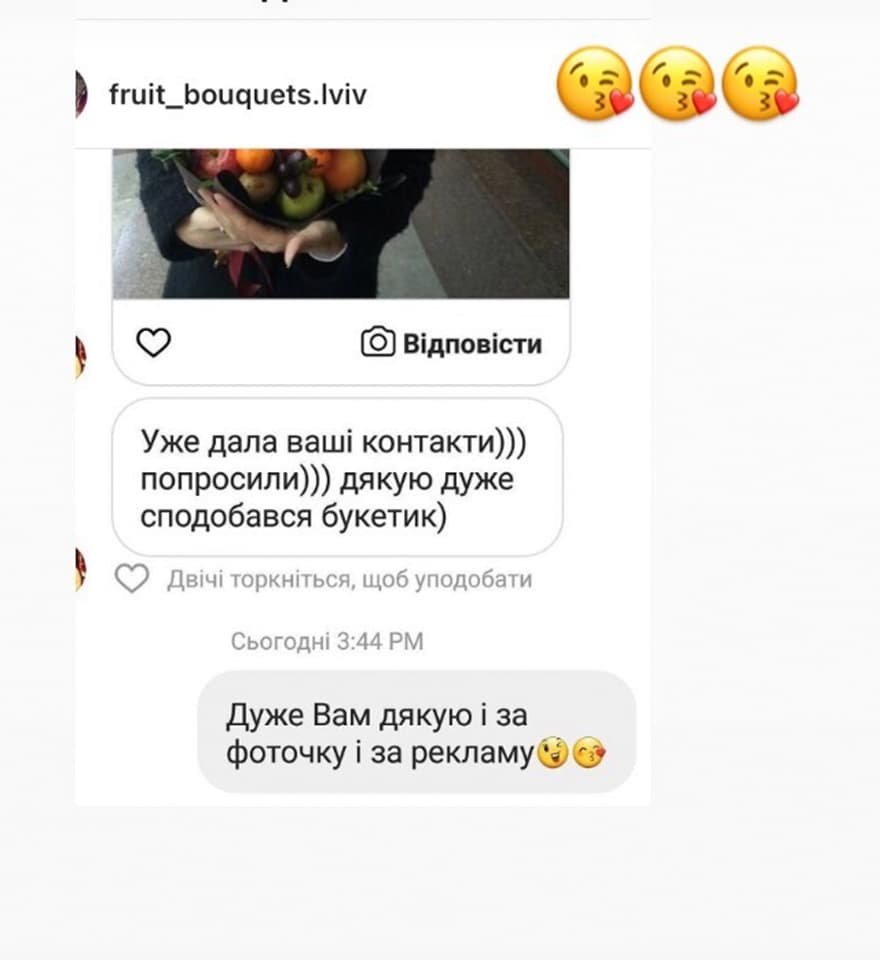 fruit_bouquets.lviv
Відповісти
Уже дала ваші контакти)))
попросили))) дякую дуже
сподобався букетик)
Двічі торкніться, щоб уподобати
Сьогодні 3:44 PM
Дуже Вам дякую і за
фоточку і за рекламу😜😙